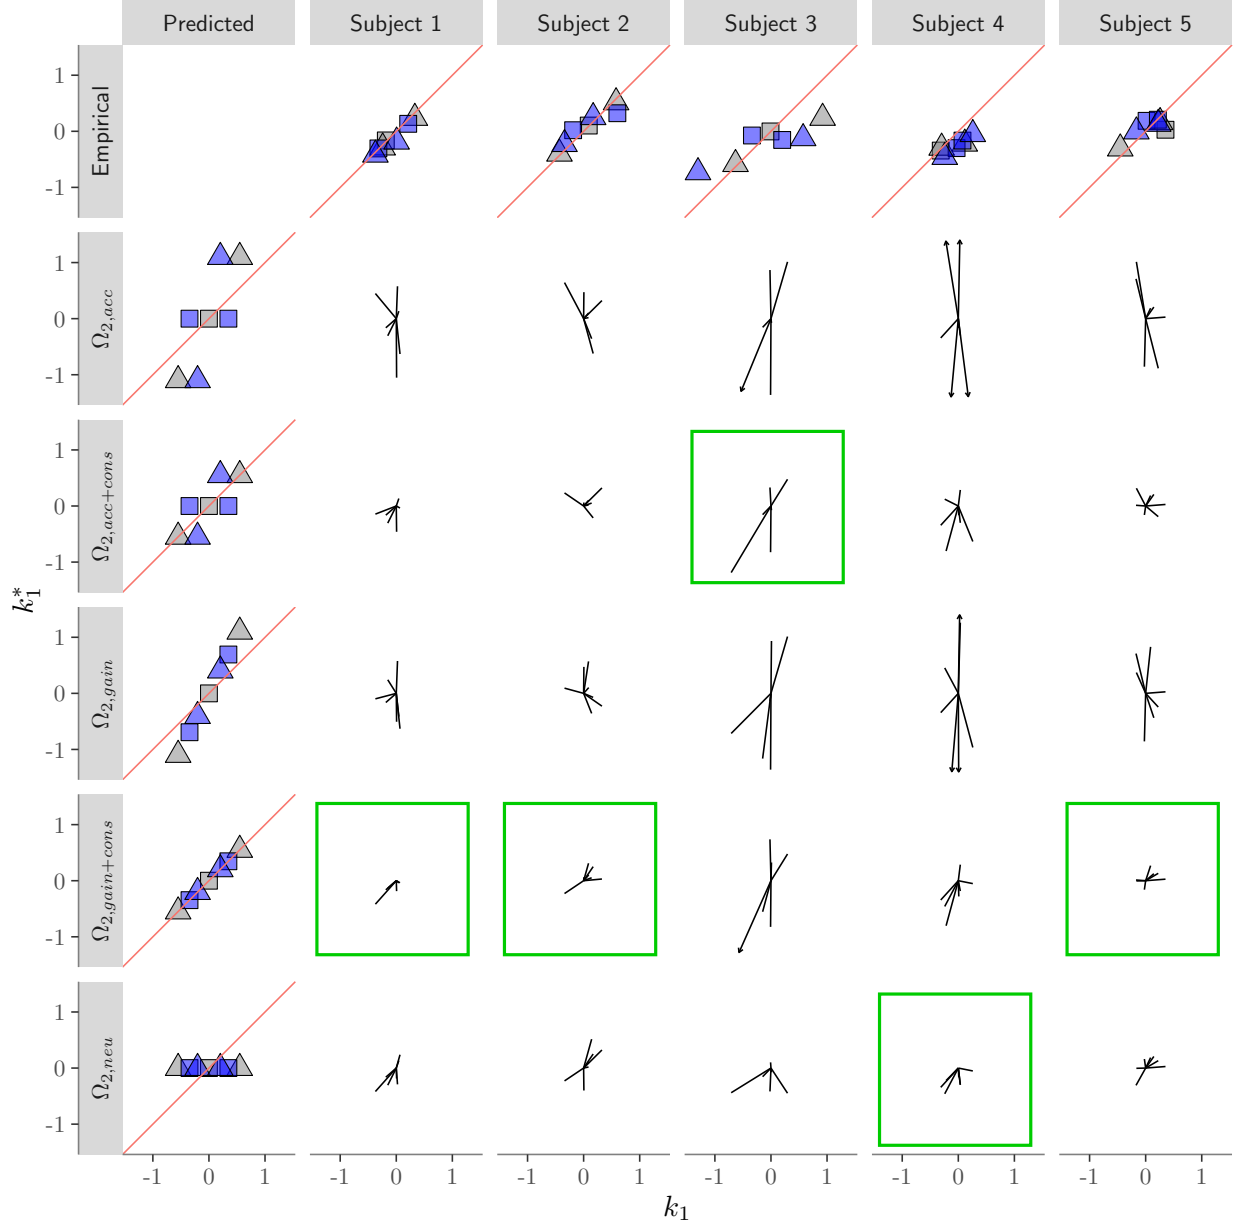 Predicted Subject 1 Subject 2 Subject 3 Subject 4 Subject 5
Empirical
1
0
-1
Ω2,acc
1
0
-1
Ω2,acc+cons
1
0
-1
k1*
Ω2,gain
1
0
-1
Ω2,gain+cons
1
0
-1
Ω2,neu
1
0
-1
-1 0 1 -1 0 1 -1 0 1 -1 0 1 -1 0 1 -1 0 1
k1